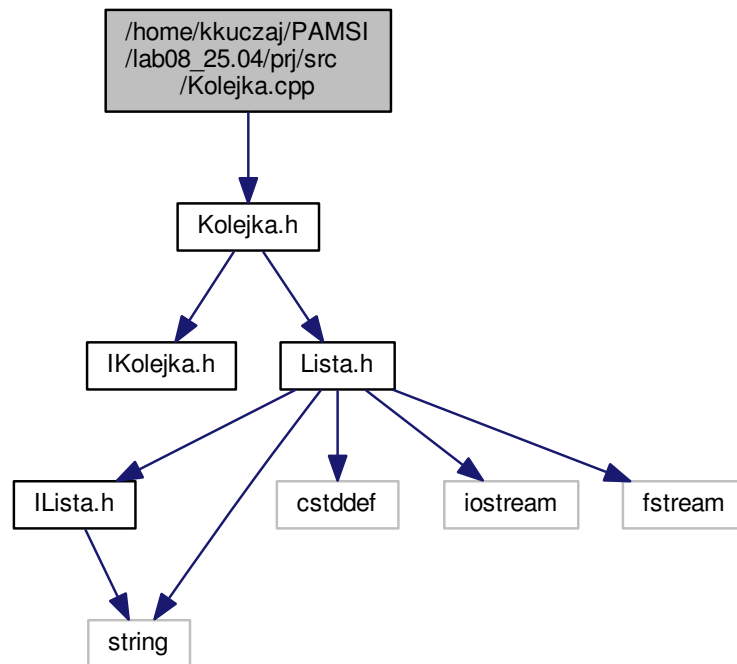 /home/kkuczaj/PAMSI
/lab08_25.04/prj/src
/Kolejka.cpp
Kolejka.h
IKolejka.h
Lista.h
ILista.h
cstddef
iostream
fstream
string